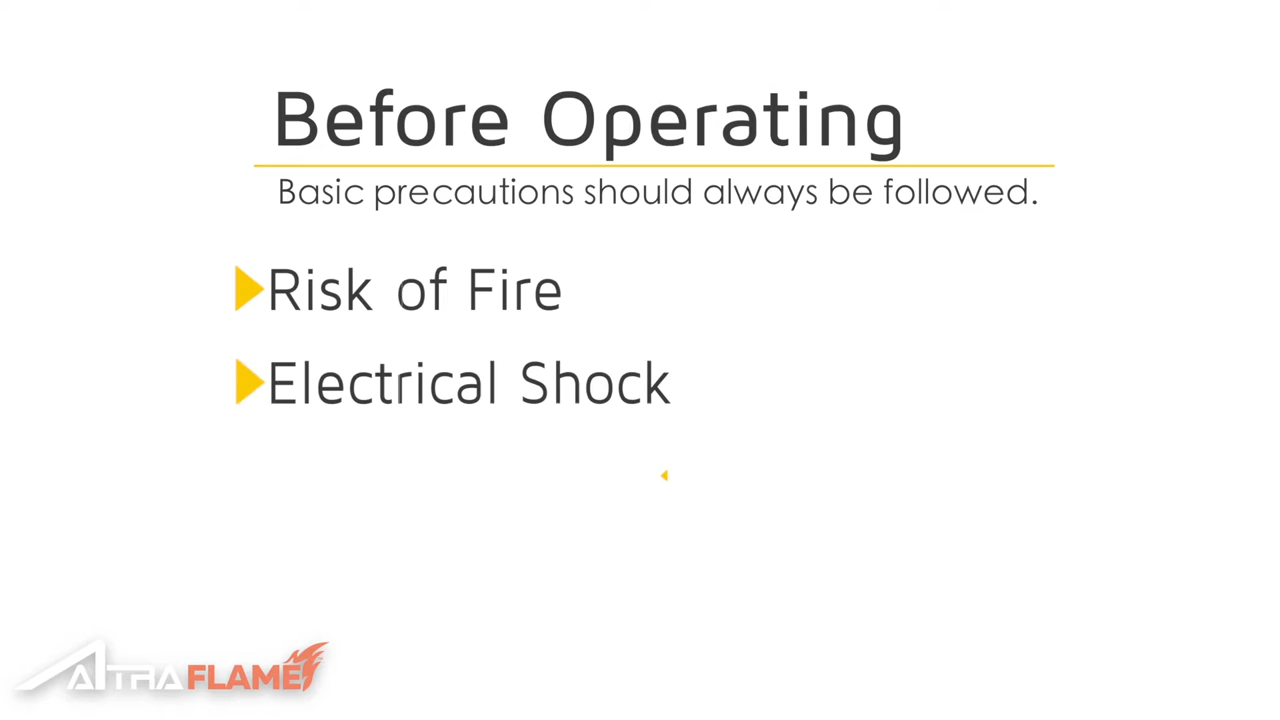 Before Operating
Basic precautions should always be followed.
Risk of Fire
Electrical Shock
AltraFLAME